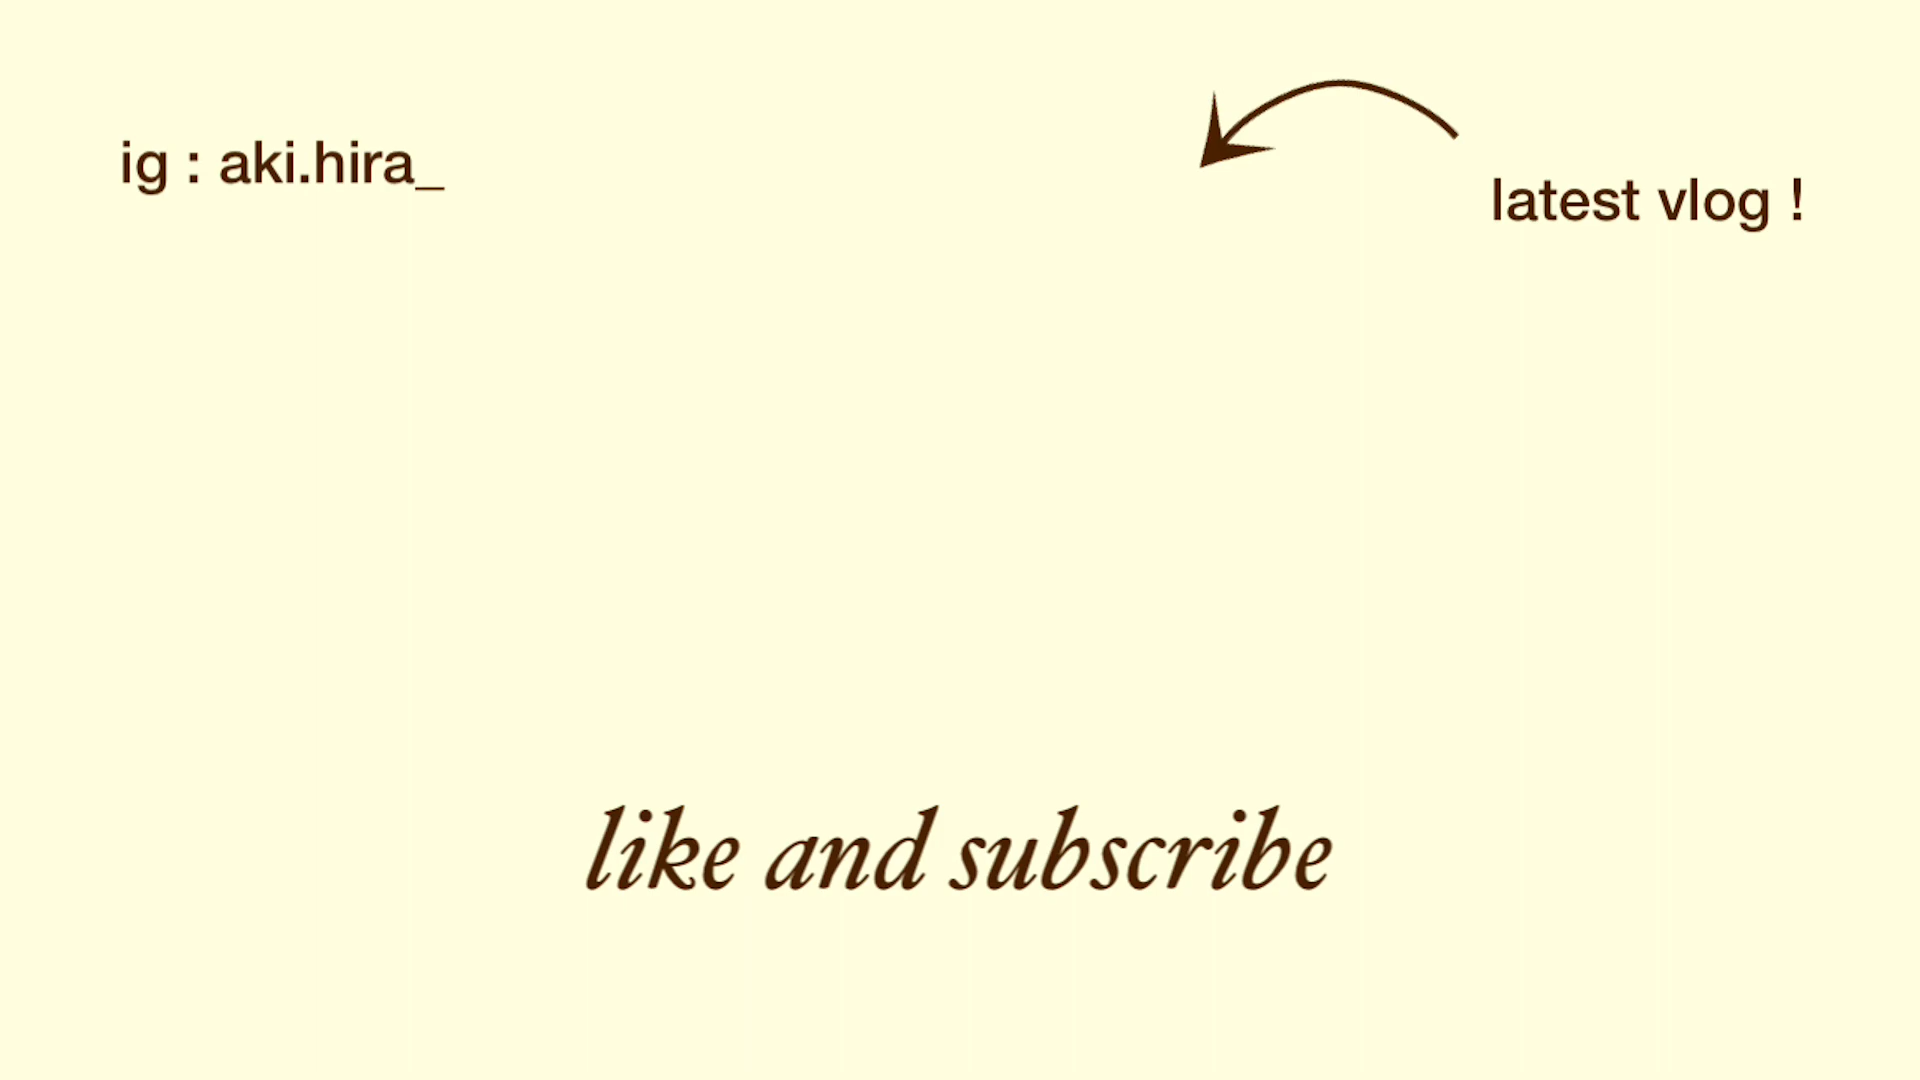 ig : aki.hira_
latest vlog !
like and subscribe